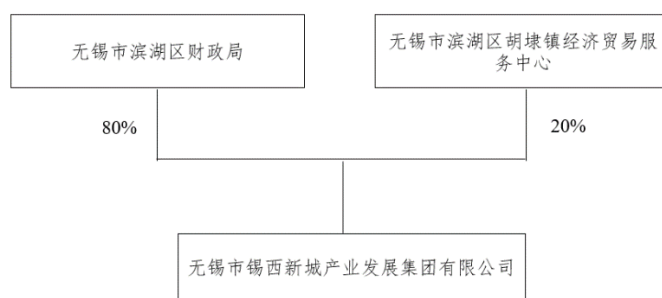 无锡市滨湖区财政局
无锡市滨湖区胡埭镇经济贸易服
务中心
80%
20%
无锡市锡西新城产业发展集团有限公司